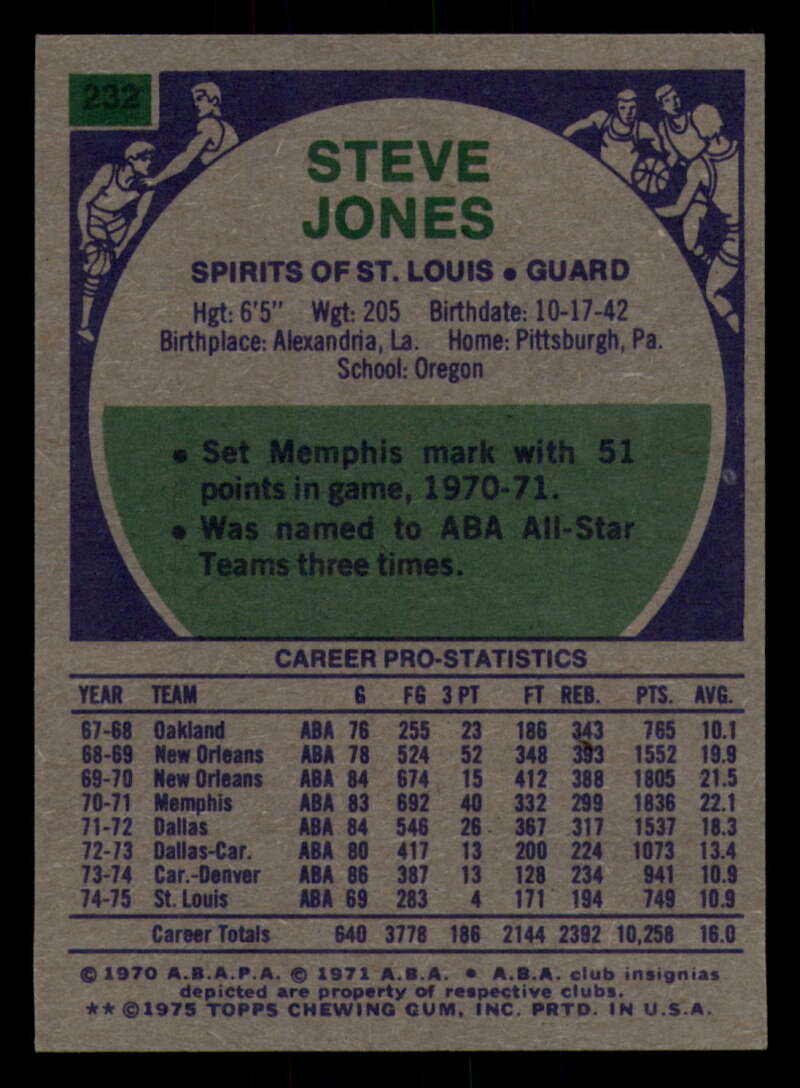 232
STEVE
JONES
SPIRITS OF ST. LOUIS • GUARD
Hgt: 6'5" Wgt: 205 Birthdate: 10-17-42
Birthplace: Alexandria, La. Home: Pittsburgh, Pa.
School: Oregon
• Set Memphis mark with 51
points in game, 1970-71.
• Was named to ABA All-Star
Teams three times.
CAREER PRO-STATISTICS
YEAR TEAM G FG 3 PT FT REB. PTS. AVG.
67-68 Oakland ABA 76 255 23 186 343 765 10.1
68-69 New Orleans ABA 78 524 52 348 393 1552 19.9
69-70 New Orleans ABA 84 674 15 412 388 1805 21.5
70-71 Memphis ABA 83 692 40 332 299 1836 22.1
71-72 Dallas ABA 84 546 26 367 317 1537 18.3
72-73 Dallas-Car. ABA 80 417 13 200 224 1073 13.4
73-74 Car.-Denver ABA 86 387 13 128 234 941 10.9
74-75 St. Louis ABA 69 283 4 171 194 749 10.9
Career Totals 640 3778 186 2144 2392 10,258 16.0
© 1970 A.B.A.P.A. © 1971 A.B.A. • A.B.A. club insignias
depicted are property of respective clubs.
** ©1975 TOPPS CHEWING GUM, INC. PRTD. IN U.S.A.